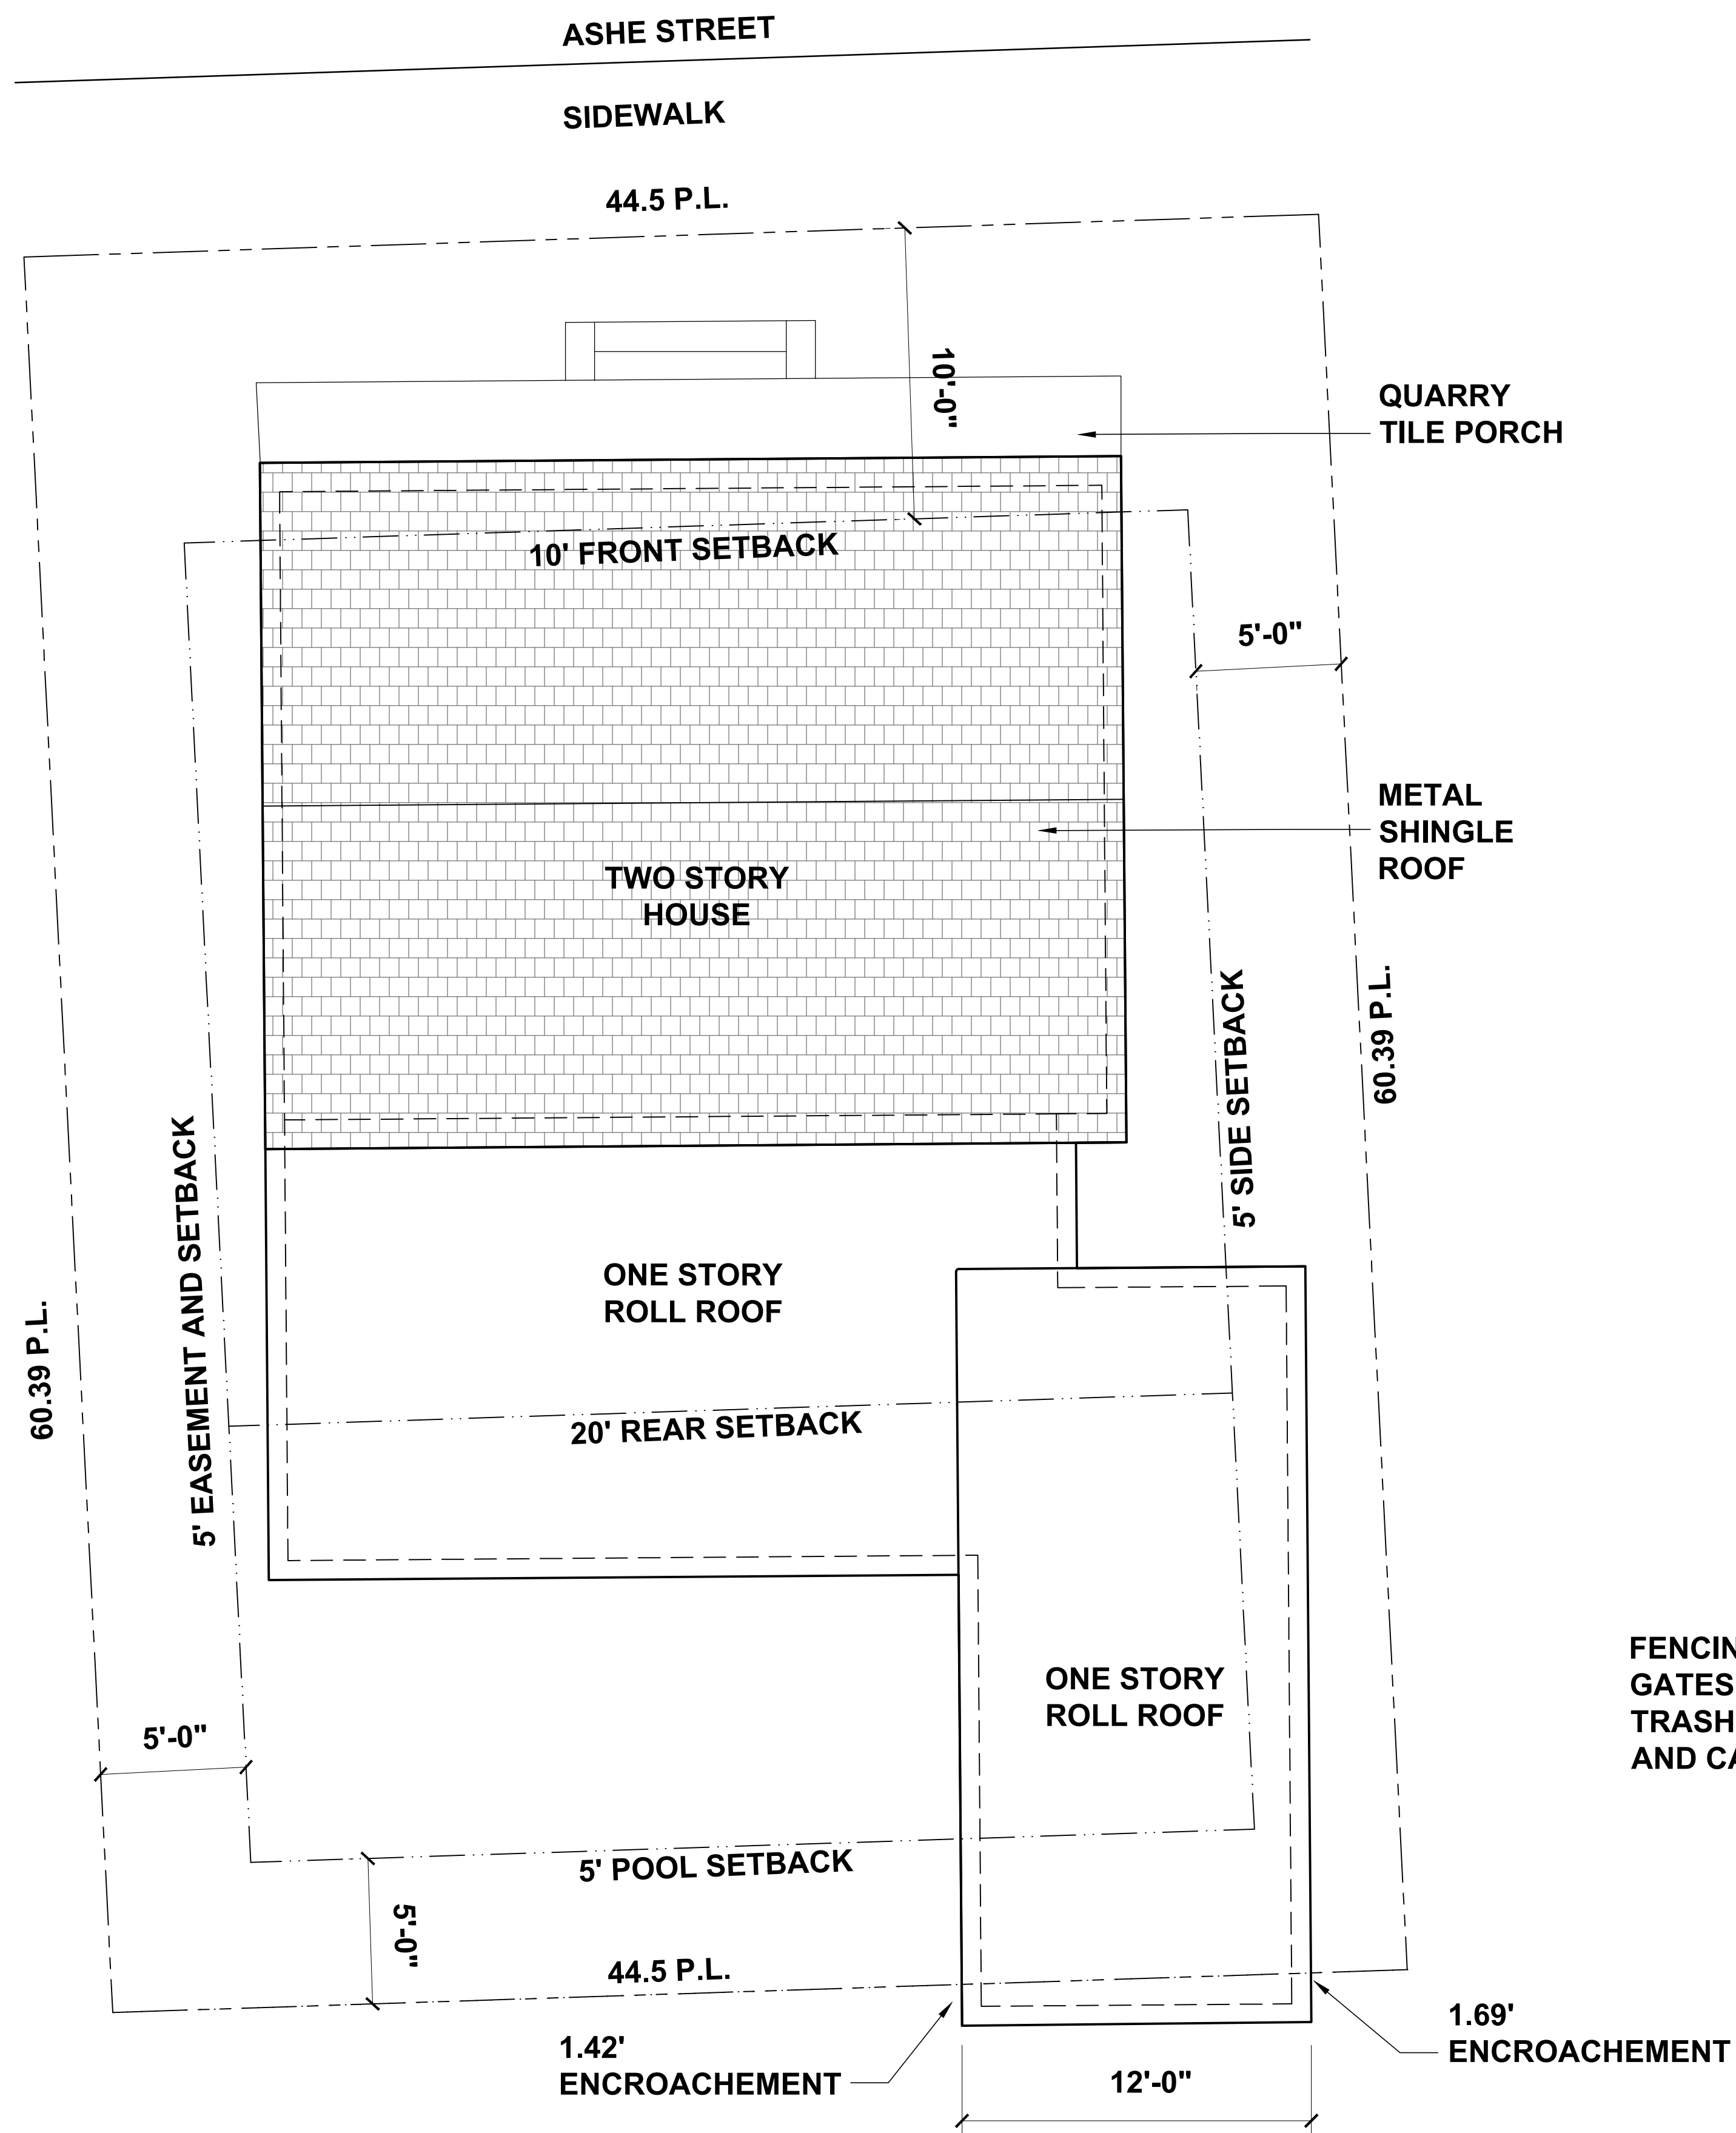 ASHE STREET
SIDEWALK
44.5 P.L.
10'-0"
QUARRY
TILE PORCH
10' FRONT SETBACK
5'-0"
METAL
SHINGLE
ROOF
TWO STORY
HOUSE
60.39 P.L.
5' SIDE SETBACK
5' EASEMENT AND SETBACK
60.39 P.L.
ONE STORY
ROLL ROOF
20' REAR SETBACK
ONE STORY
ROLL ROOF
GATES
TRASH
AND
5'-0"
5' POOL SETBACK
5'-0"
44.5 P.L.
1.42'
ENCROACHEMENT
12'-0"
1.69'
ENCROACHEMENT